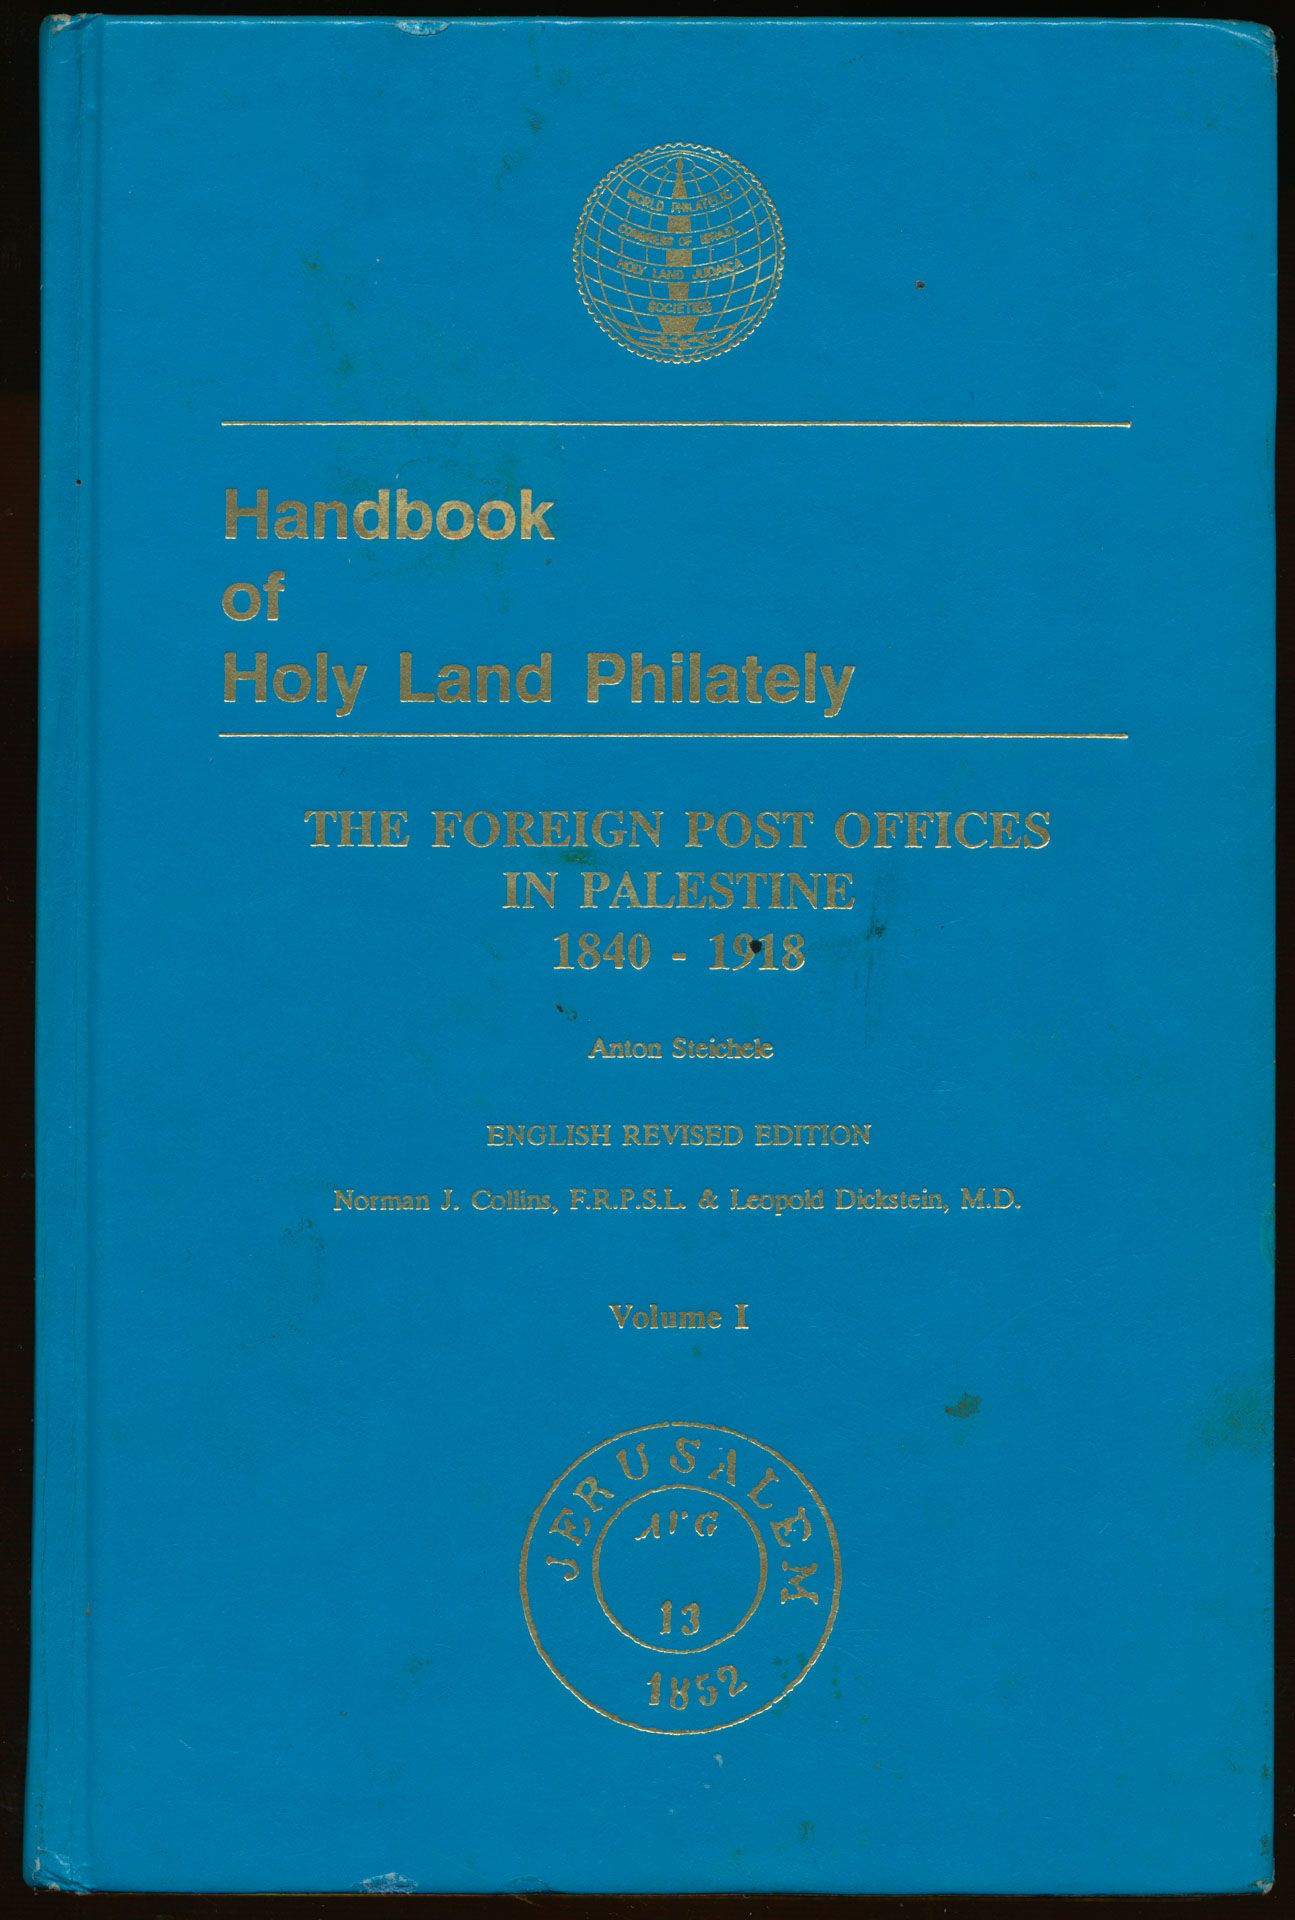 WORLD PHILATELIC
CONGRESS OF ISRAEL
HOLY LAND JUDAICA
SOCIETIES
Handbook
of
Holy Land Philately
THE FOREIGN POST OFFICES
IN PALESTINE
1840 - 1918
Anton Steichele
ENGLISH REVISED EDITION
Norman J. Collins, F.R.P.S.L. & Leopold Dickstein, M.D.
Volume I
JERUSALEM
AVG
13
1852